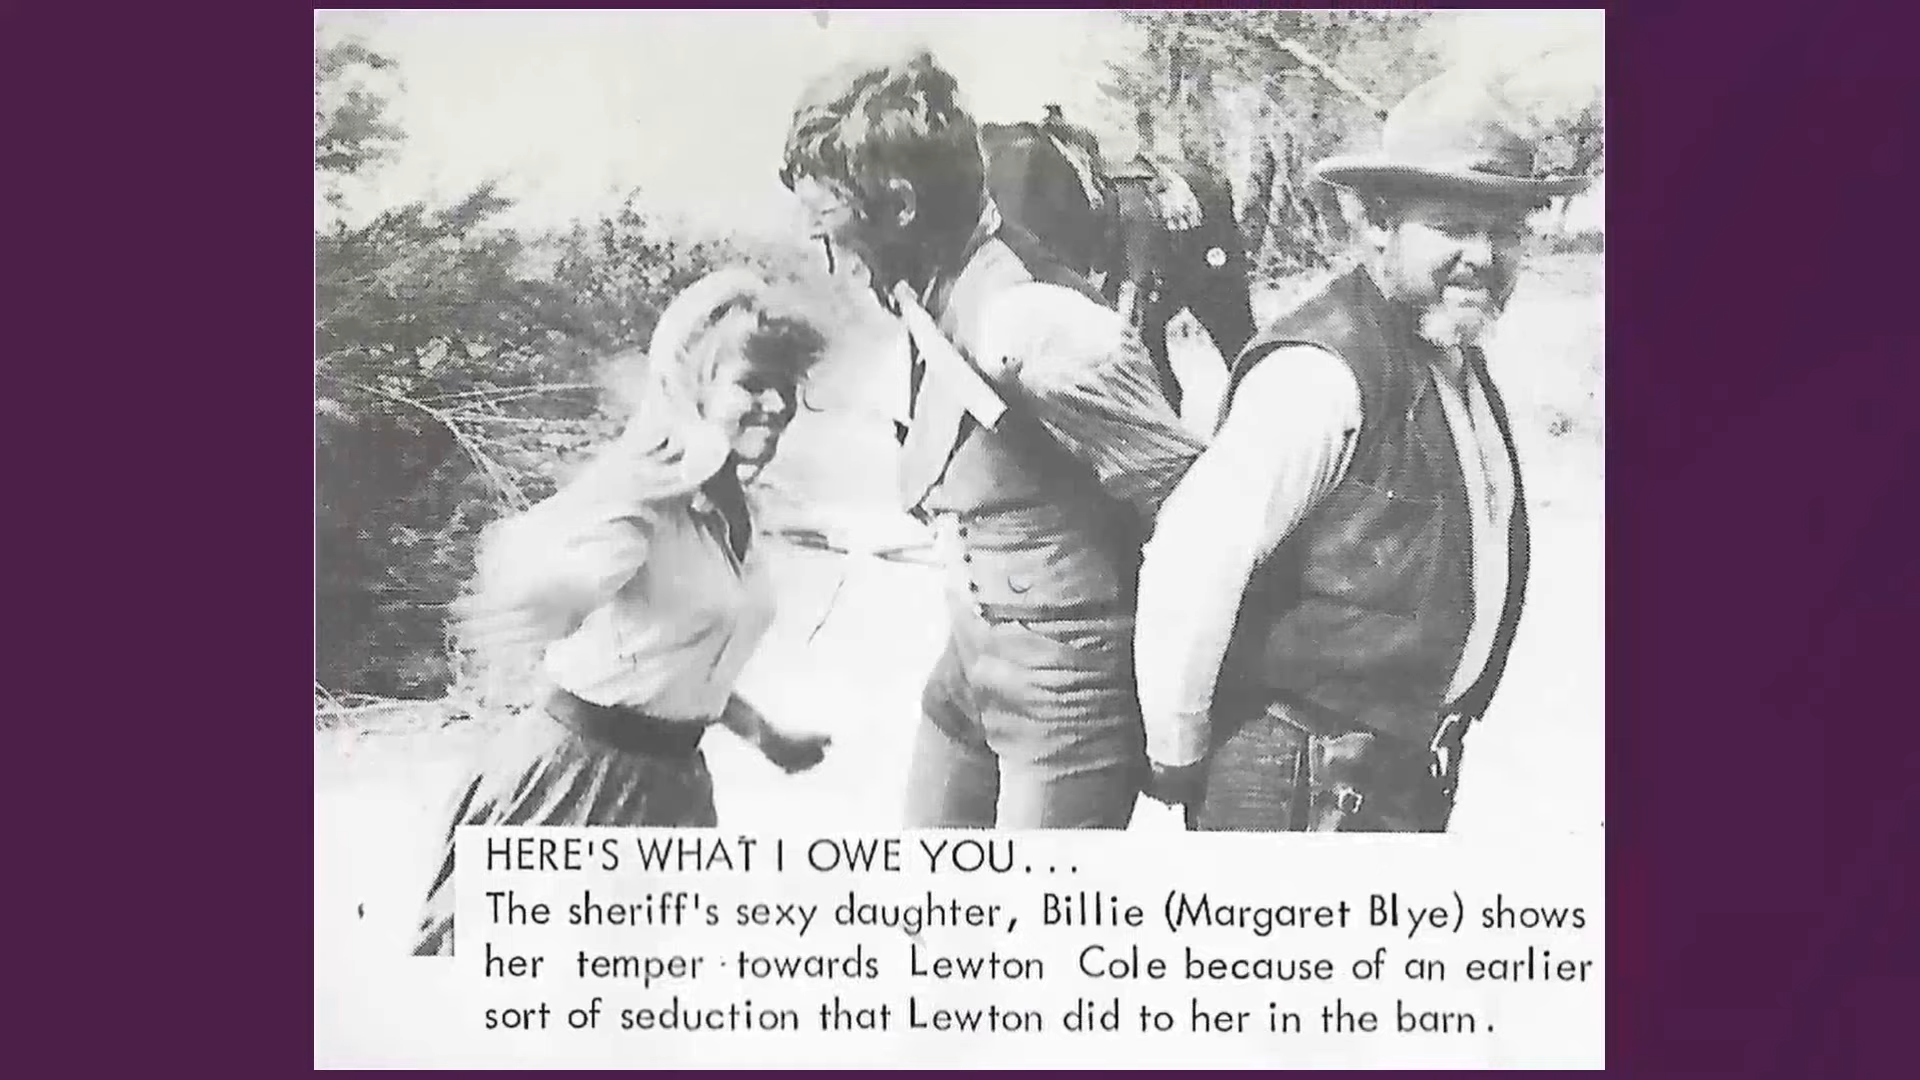 HERE'S WHAT I OWE YOU...
The sheriff's sexy daughter, Billie (Margaret Blye) shows
her temper towards Lewton Cole because of an earlier
sort of seduction that Lewton did to her in the barn.